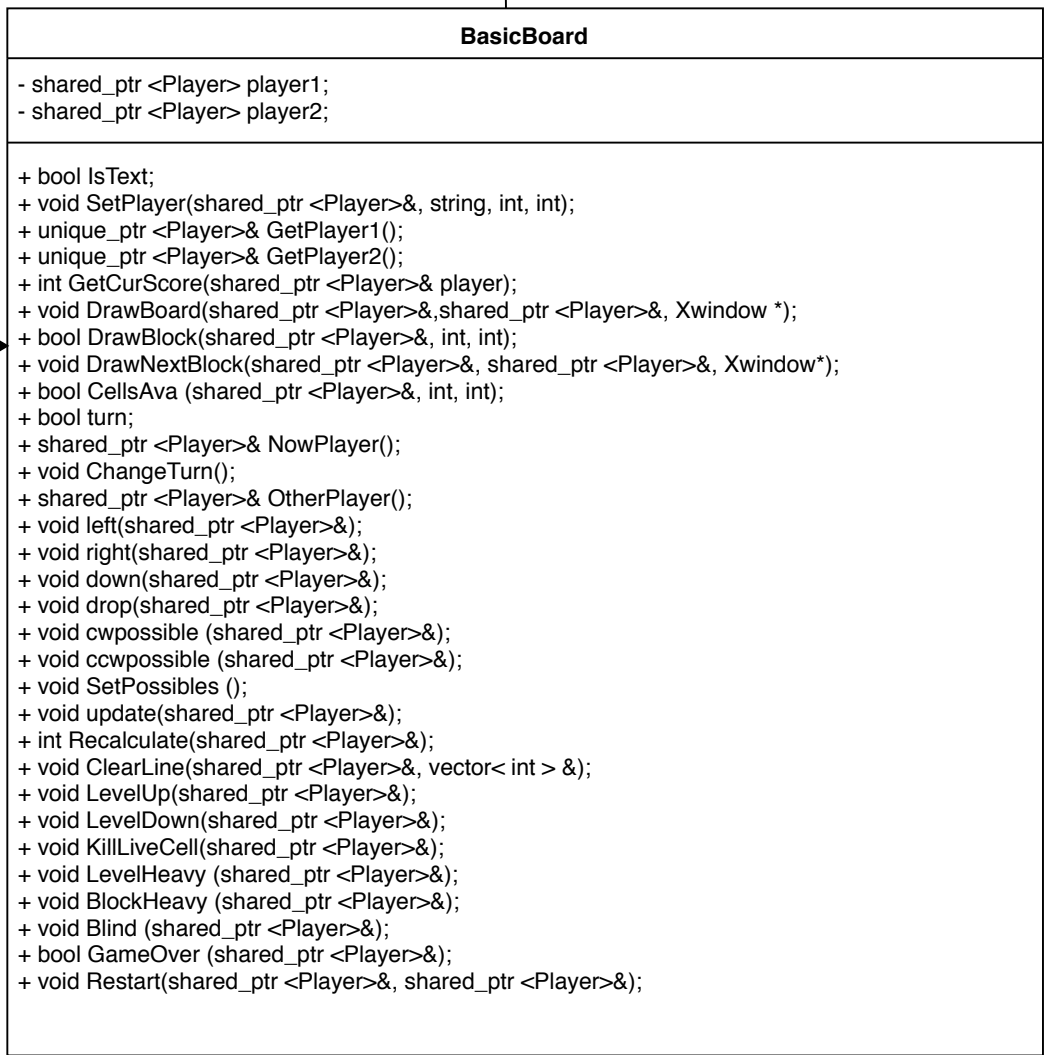 BasicBoard
- shared_ptr <Player> player1;
- shared_ptr <Player> player2;
+ bool IsText;
+ void SetPlayer(shared_ptr <Player>&, string, int, int);
+ unique_ptr <Player>& GetPlayer1();
+ unique_ptr <Player>& GetPlayer2();
+ int GetCurScore(shared_ptr <Player>& player);
+ void DrawBoard(shared_ptr <Player>&,shared_ptr <Player>&, Xwindow *);
+ bool DrawBlock(shared_ptr <Player>&, int, int);
+ void DrawNextBlock(shared_ptr <Player>&, shared_ptr <Player>&, Xwindow*);
+ bool CellsAva (shared_ptr <Player>&, int, int);
+ bool turn;
+ shared_ptr <Player>& NowPlayer();
+ void ChangeTurn();
+ shared_ptr <Player>& OtherPlayer();
+ void left(shared_ptr <Player>&);
+ void right(shared_ptr <Player>&);
+ void down(shared_ptr <Player>&);
+ void drop(shared_ptr <Player>&);
+ void cwpossible (shared_ptr <Player>&);
+ void ccwpossible (shared_ptr <Player>&);
+ void SetPossibles ();
+ void update(shared_ptr <Player>&);
+ int Recalculate(shared_ptr <Player>&);
+ void ClearLine(shared_ptr <Player>&, vector< int > &);
+ void LevelUp(shared_ptr <Player>&);
+ void LevelDown(shared_ptr <Player>&);
+ void KillLiveCell(shared_ptr <Player>&);
+ void LevelHeavy (shared_ptr <Player>&);
+ void BlockHeavy (shared_ptr <Player>&);
+ void Blind (shared_ptr <Player>&);
+ bool GameOver (shared_ptr <Player>&);
+ void Restart(shared_ptr <Player>&, shared_ptr <Player>&);